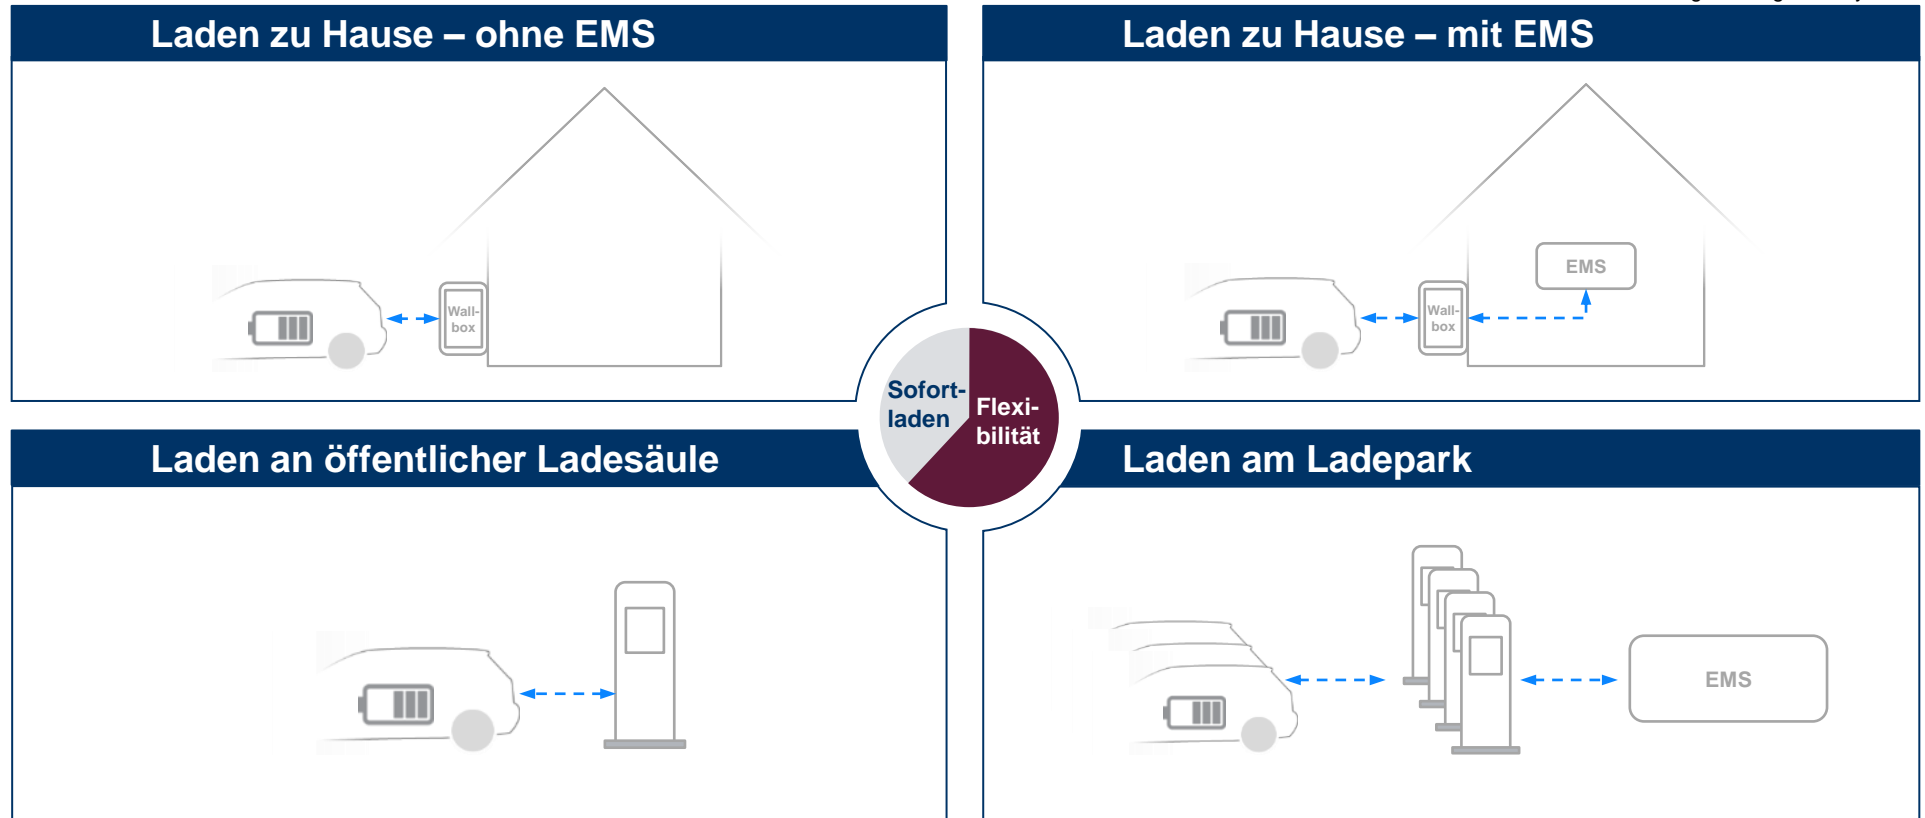 Laden zu Hause – ohne EMS
Wall-
box
Laden zu Hause – mit EMS
EMS
Wall-
box
Sofort-
laden
Flexi-
bilität
Laden an öffentlicher Ladesäule
Laden am Ladepark
EMS